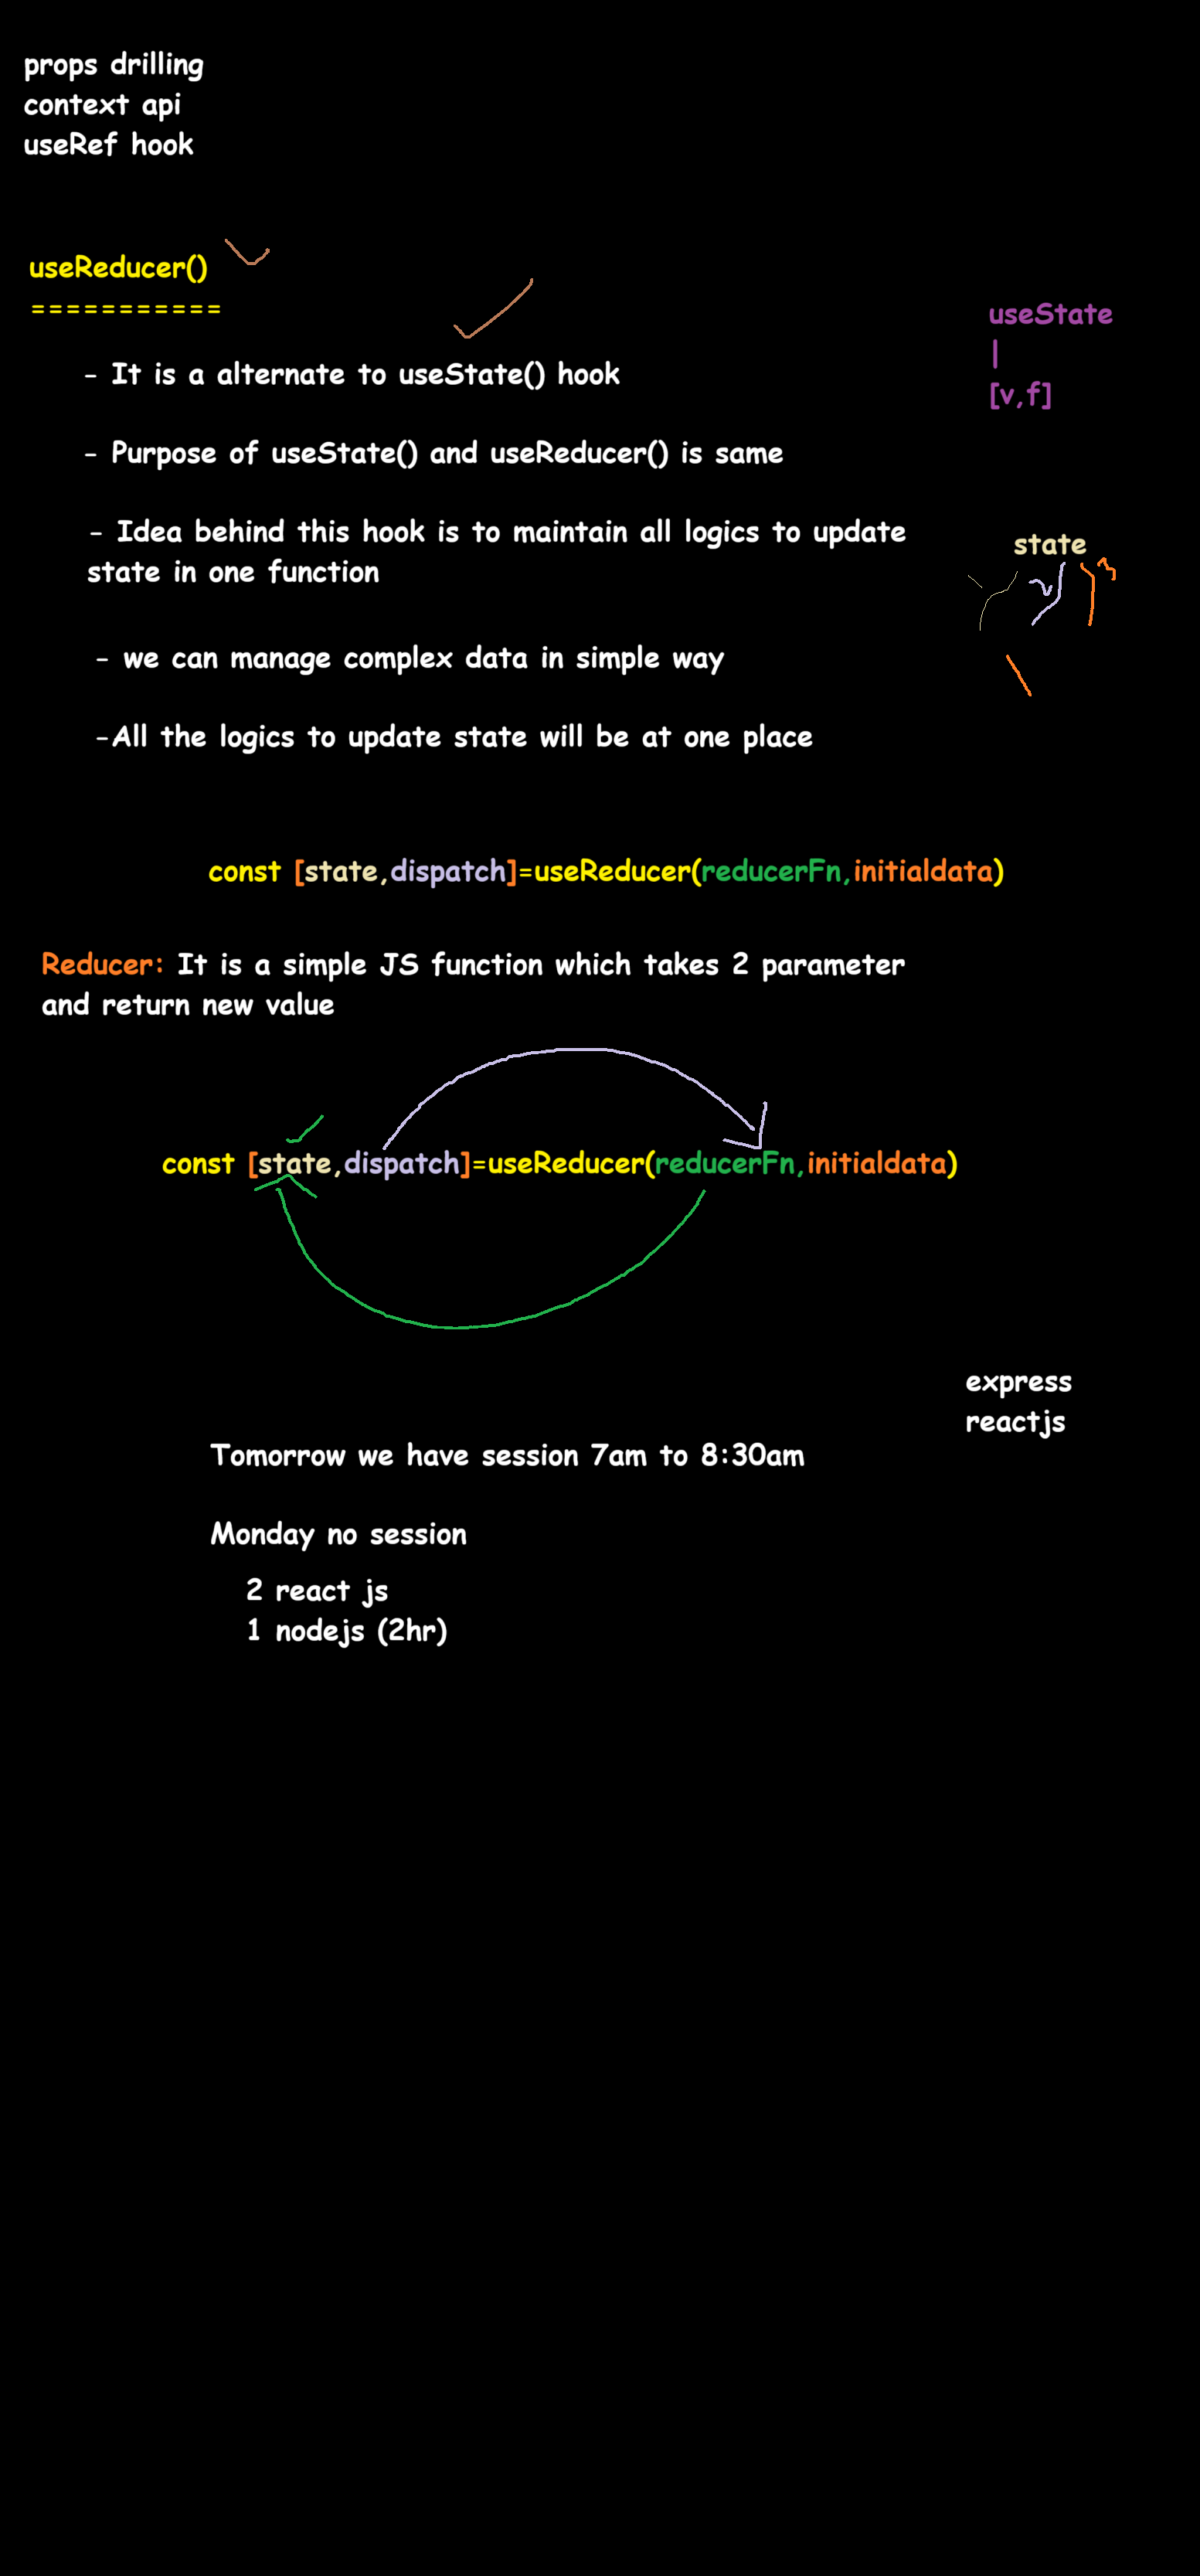 props drilling
context api
useRef hook
useReducer()
===========
useState
|
[v,f]
- It is a alternate to useState() hook
- Purpose of useState() and useReducer() is same
- Idea behind this hook is to maintain all logics to update
state in one function
state
2
3
- we can manage complex data in simple way
-All the logics to update state will be at one place
const [state,dispatch]=useReducer(reducerFn,initialdata)
Reducer: It is a simple JS function which takes 2 parameter
and return new value
const [state,dispatch]=useReducer(reducerFn,initialdata)
express
reactjs
Tomorrow we have session 7am to 8:30am
Monday no session
2 react js
1 nodejs (2hr)